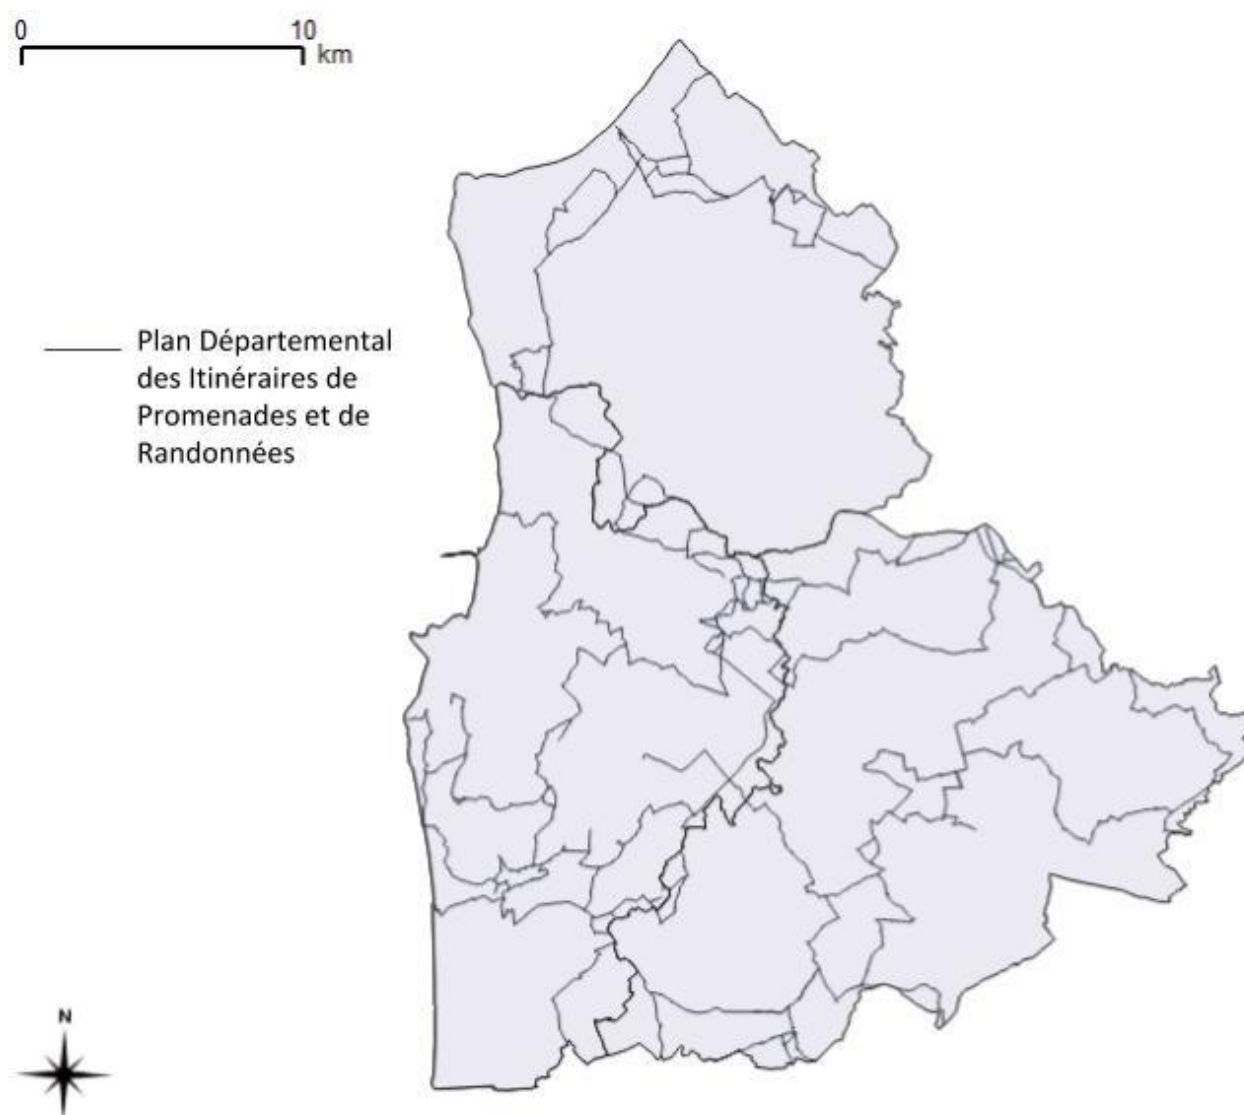 0 10
km
Plan Départemental
des Itinéraires de
Promenades et de
Randonnées
N